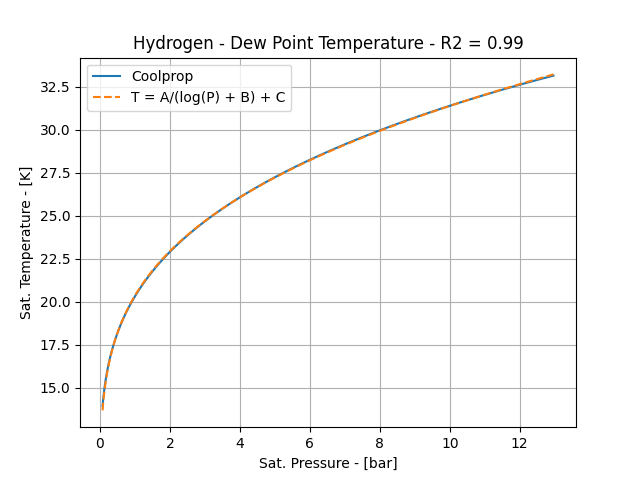 Hydrogen - Dew Point Temperature - R2 = 0.99
Coolprop
T = A/(log(P) + B) + C
Sat. Temperature - [K]
32.5
30.0
27.5
25.0
22.5
20.0
17.5
15.0
0 2 4 6 8 10 12
Sat. Pressure - [bar]